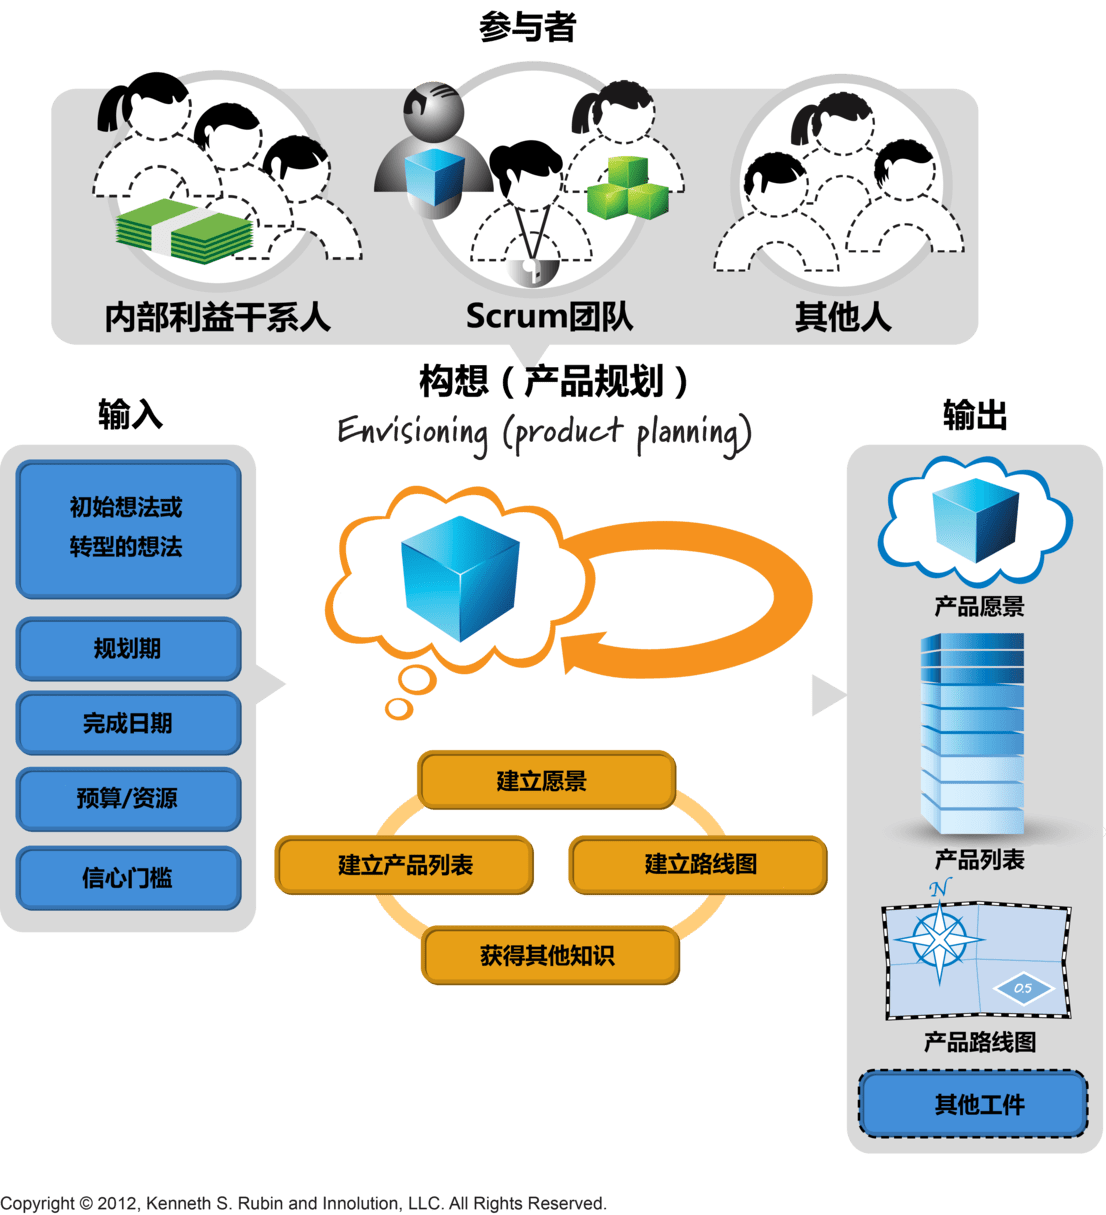 参与者
内部利益干系人
Scrum团队
其他人
构想（产品规划）
Envisioning (product planning)
输入
初始想法或
转型的想法
规划期
完成日期
预算/资源
信心门槛
建立愿景
建立产品列表
建立路线图
获得其他知识
输出
产品愿景
产品列表
N
0.5
产品路线图
其他工件
Copyright © 2012, Kenneth S. Rubin and Innolution, LLC. All Rights Reserved.